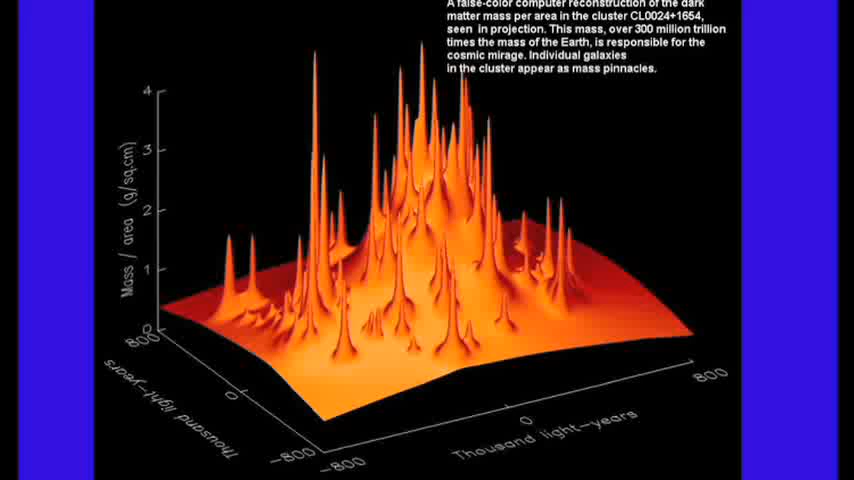 A false-color computer reconstruction of the dark
matter mass per area in the cluster CL0024+1654,
seen in projection. This mass, over 300 million trillion
times the mass of the Earth, is responsible for the
cosmic mirage. Individual galaxies
in the cluster appear as mass pinnacles.
4
3
2
1
0
Mass / area (g/sq.cm)
800
0
-800
Thousand light-years
-800
0
800
Thousand light-years